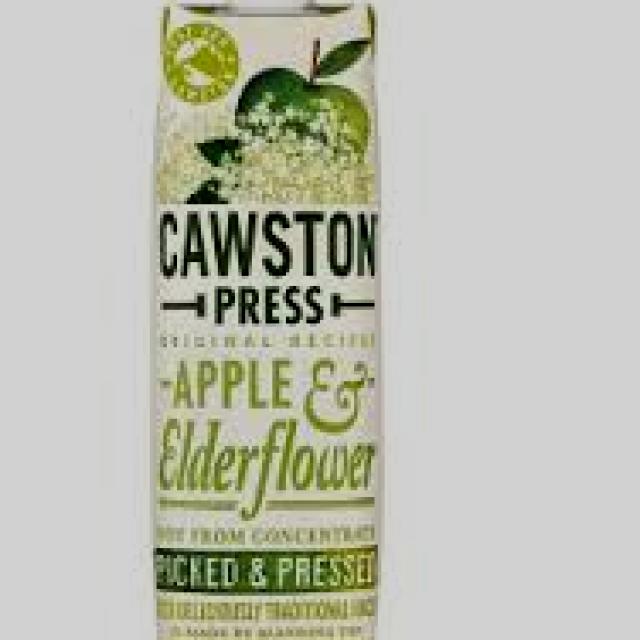 CAWSTON
PRESS
ORIGINAL RECIPE
APPLE &
Elderflower
NOT FROM CONCENTRATE
PICKED & PRESSED